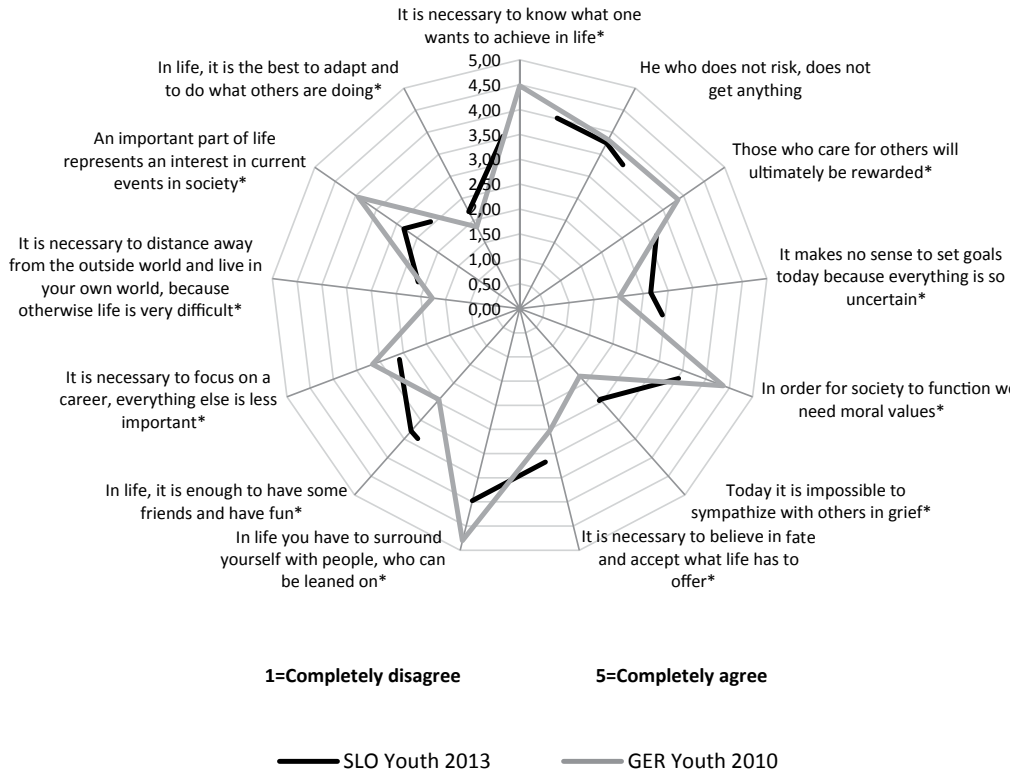 It is necessary to know what one
wants to achieve in life*
He who does not risk, does not
get anything
Those who care for others will
ultimately be rewarded*
It makes no sense to set goals
today because everything is so
uncertain*
In order for society to function we
need moral values*
Today it is impossible to
sympathize with others in grief*
It is necessary to believe in fate
and accept what life has to
offer*
In life you have to surround
yourself with people, who can
be leaned on*
In life, it is enough to have some
friends and have fun*
It is necessary to focus on a
career, everything else is less
important*
It is necessary to distance away
from the outside world and live in
your own world, because
otherwise life is very difficult*
An important part of life
represents an interest in current
events in society*
In life, it is the best to adapt and
to do what others are doing*
5,00
4,50
4,00
3,50
3,00
2,50
2,00
1,50
1,00
0,50
0,00
1=Completely disagree 5=Completely agree
SLO Youth 2013 GER Youth 2010